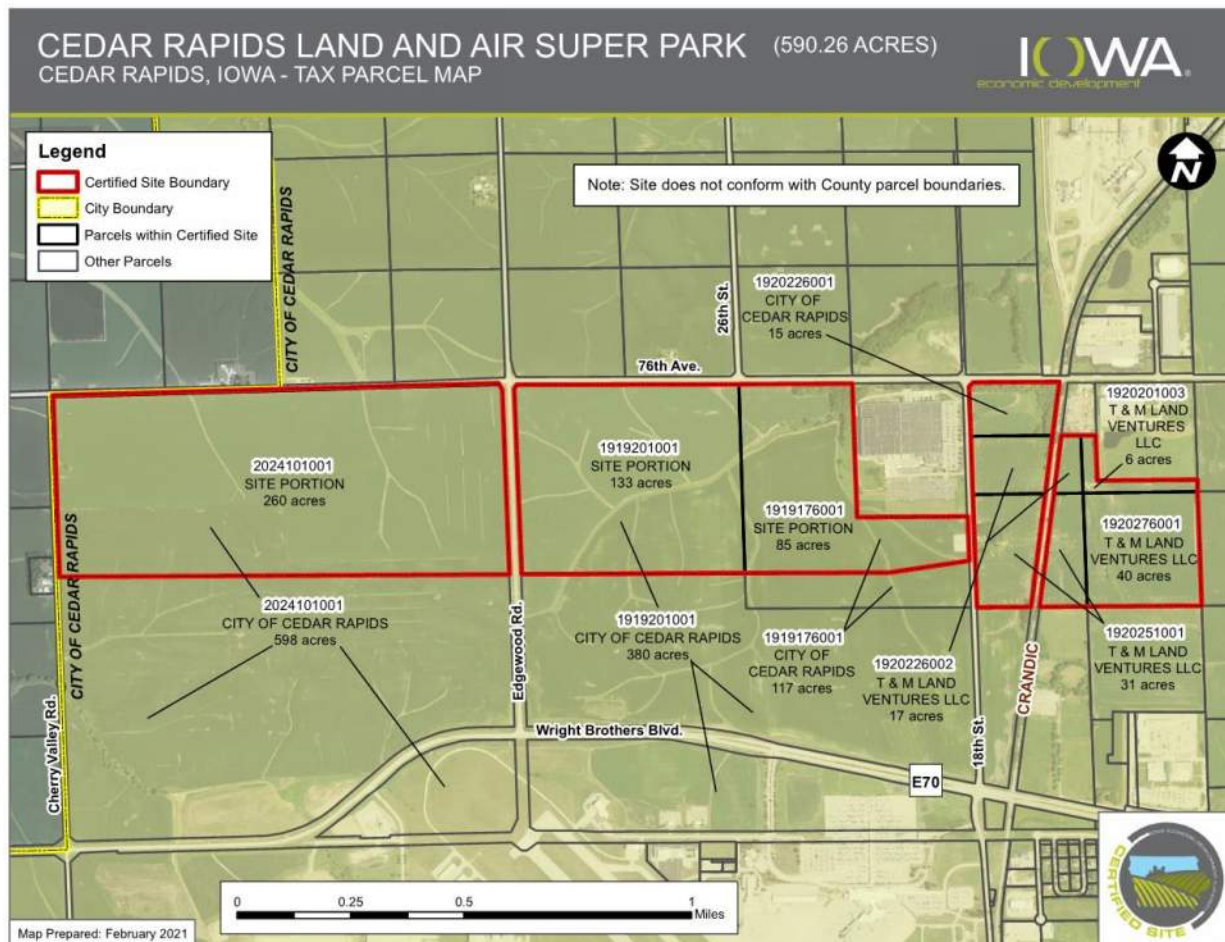 CEDAR RAPIDS LAND AND AIR SUPER PARK (590.26 ACRES)
CEDAR RAPIDS, IOWA - TAX PARCEL MAP
IOWA®
economic development
Legend
Certified Site Boundary
City Boundary
Parcels within Certified Site
Other Parcels
Note: Site does not conform with County parcel boundaries.
N
CITY OF CEDAR RAPIDS
26th St.
1920226001
CITY OF
CEDAR RAPIDS
15 acres
76th Ave.
1920201003
T & M LAND
VENTURES
LLC
6 acres
2024101001
SITE PORTION
260 acres
1919201001
SITE PORTION
133 acres
1919176001
SITE PORTION
85 acres
1920276001
T & M LAND
VENTURES LLC
40 acres
CITY OF CEDAR RAPIDS
2024101001
CITY OF CEDAR RAPIDS
598 acres
1919201001
CITY OF CEDAR RAPIDS
380 acres
1919176001
CITY OF
CEDAR RAPIDS
117 acres
1920226002
T & M LAND
VENTURES LLC
17 acres
1920251001
T & M LAND
VENTURES LLC
31 acres
Edgewood Rd.
CRANDIC
Cherry Valley Rd.
Wright Brothers Blvd.
18th St.
E70
0 0.25 0.5 1
Miles
CERTIFIED SITE
Map Prepared: February 2021